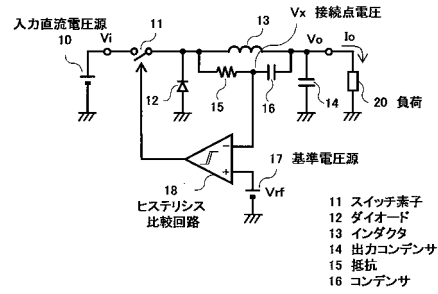 入力直流電圧源
10
Vi
11
13
Vx 接続点電圧
Vo
Io
12
15
16
14
20 負荷
17 基準電圧源
Vrf
18
ヒステリシス
比較回路
11 スイッチ素子
12 ダイオード
13 インダクタ
14 出力コンデンサ
15 抵抗
16 コンデンサ